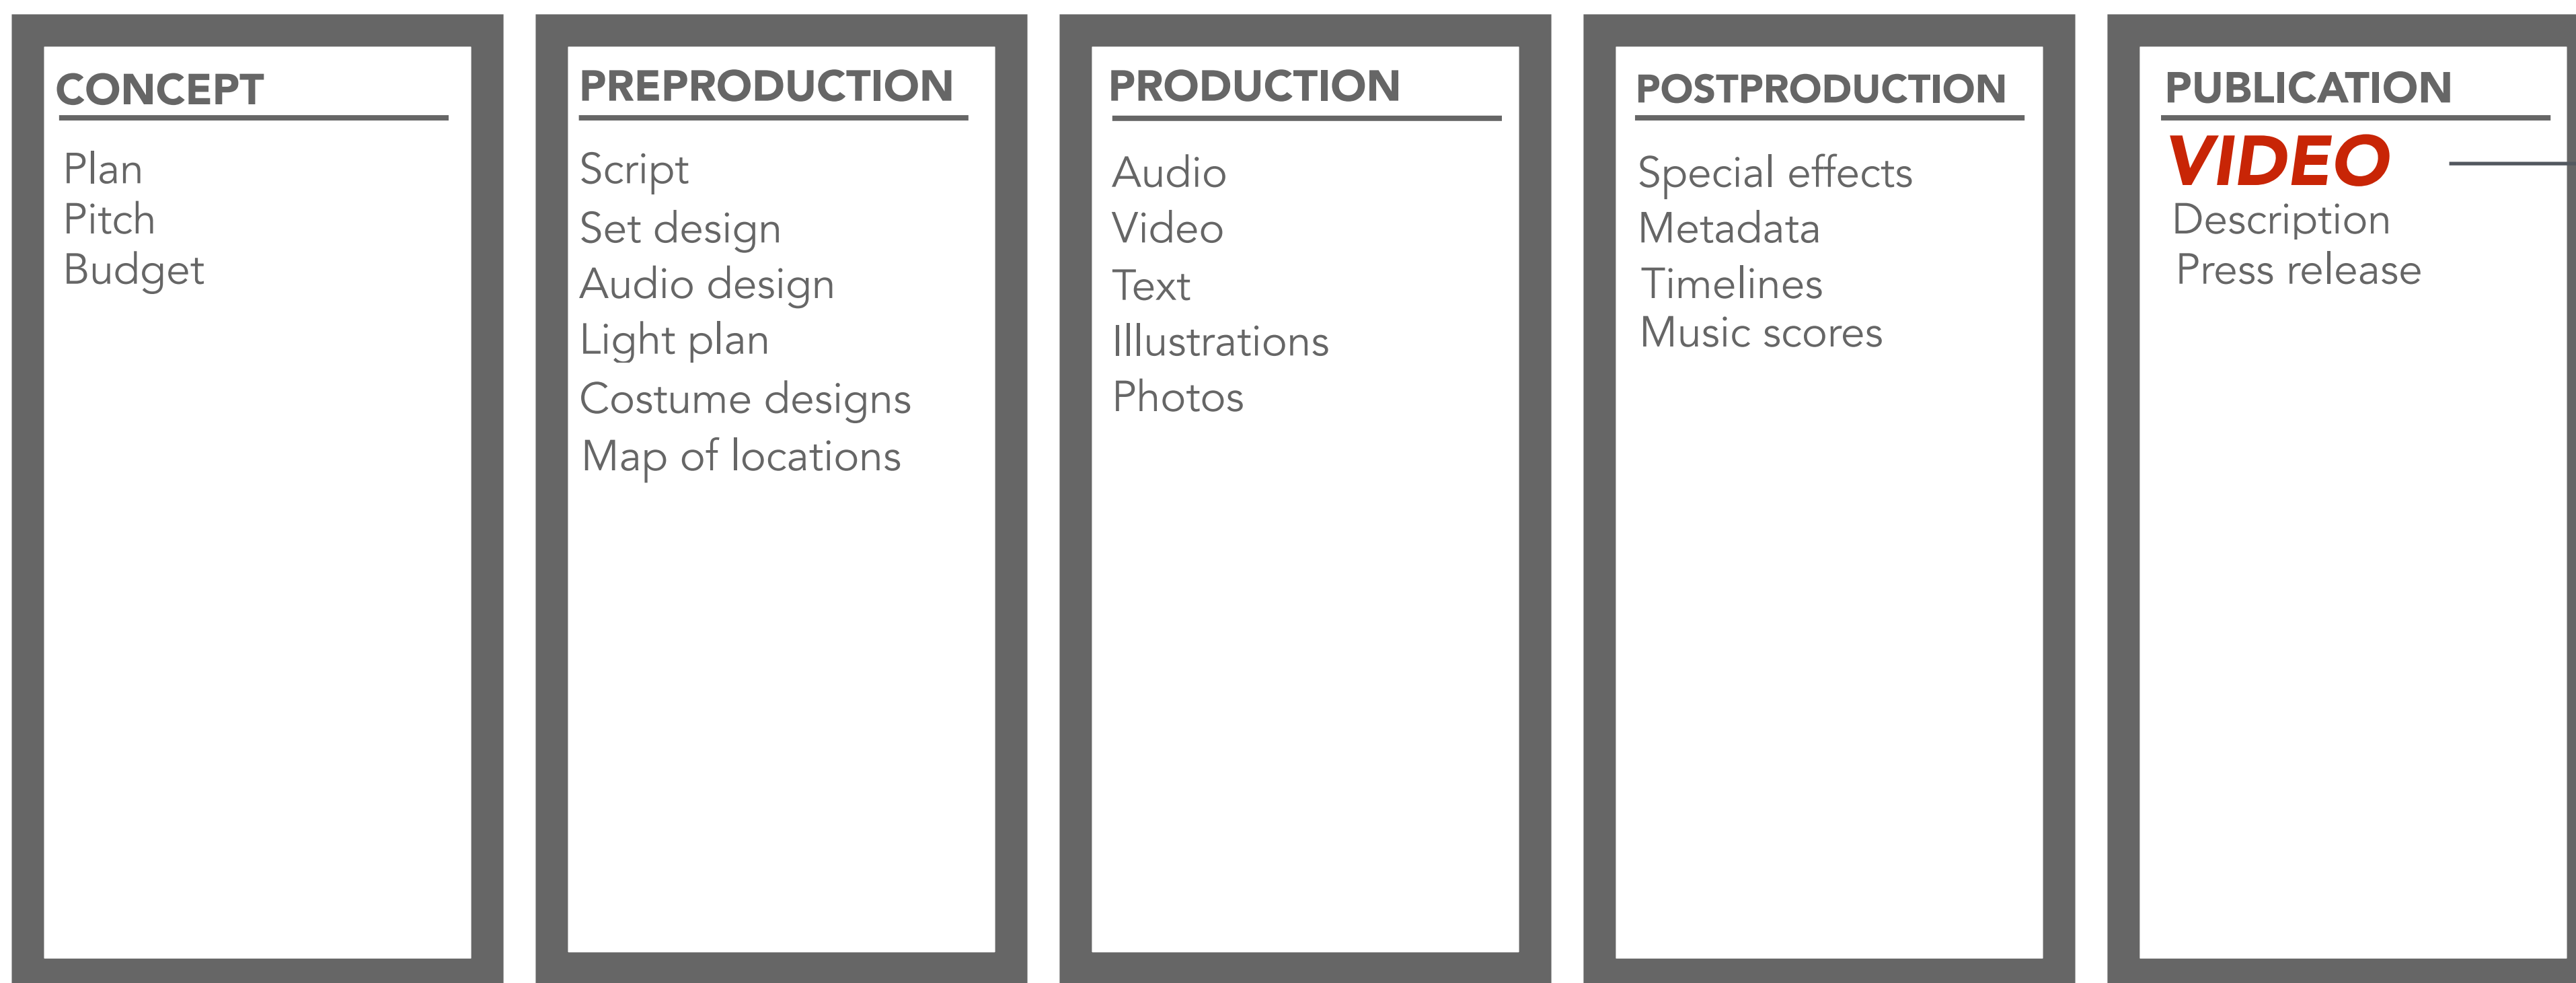 CONCEPT
Plan
Pitch
Budget
PREPRODUCTION
Script
Set design
Audio design
Light plan
Costume designs
Map of locations
PRODUCTION
Audio
Video
Text
Illustrations
Photos
POSTPRODUCTION
Special effects
Metadata
Timelines
Music scores
PUBLICATION
VIDEO
Description
Press release